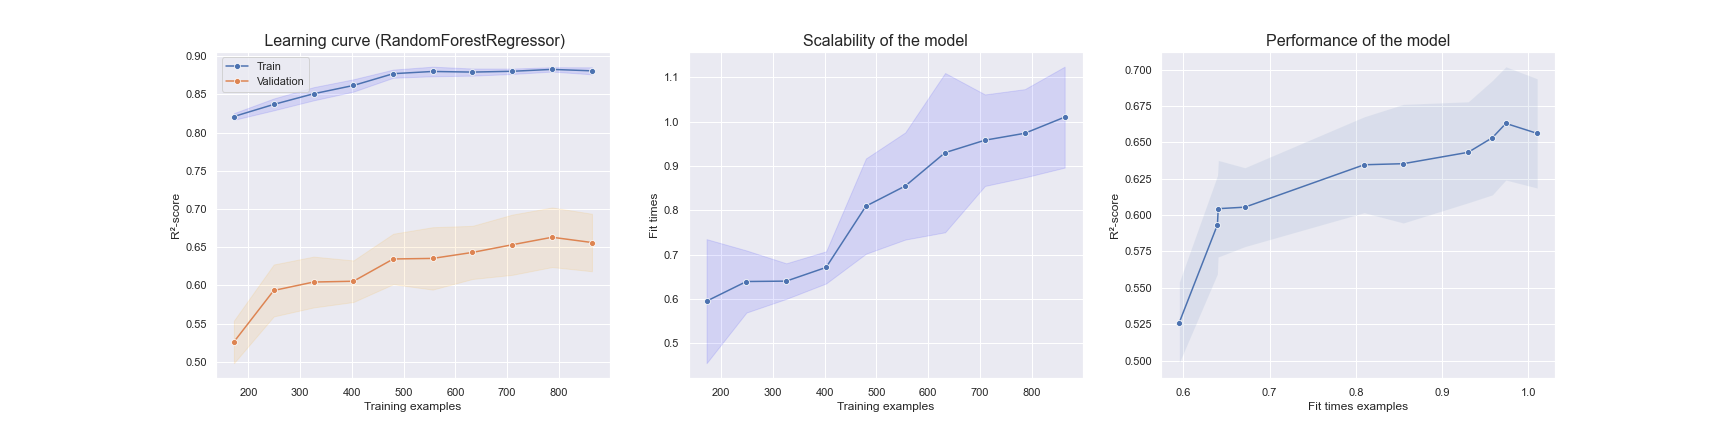 Learning curve (RandomForestRegressor)
Train
Validation
R²-score
0.90
0.85
0.80
0.75
0.70
0.65
0.60
0.55
0.50
200 300 400 500 600 700 800
Training examples
Scalability of the model
Fit times
1.1
1.0
0.9
0.8
0.7
0.6
0.5
200 300 400 500 600 700 800
Training examples
Performance of the model
R²-score
0.700
0.675
0.650
0.625
0.600
0.575
0.550
0.525
0.500
0.6 0.7 0.8 0.9 1.0
Fit times examples